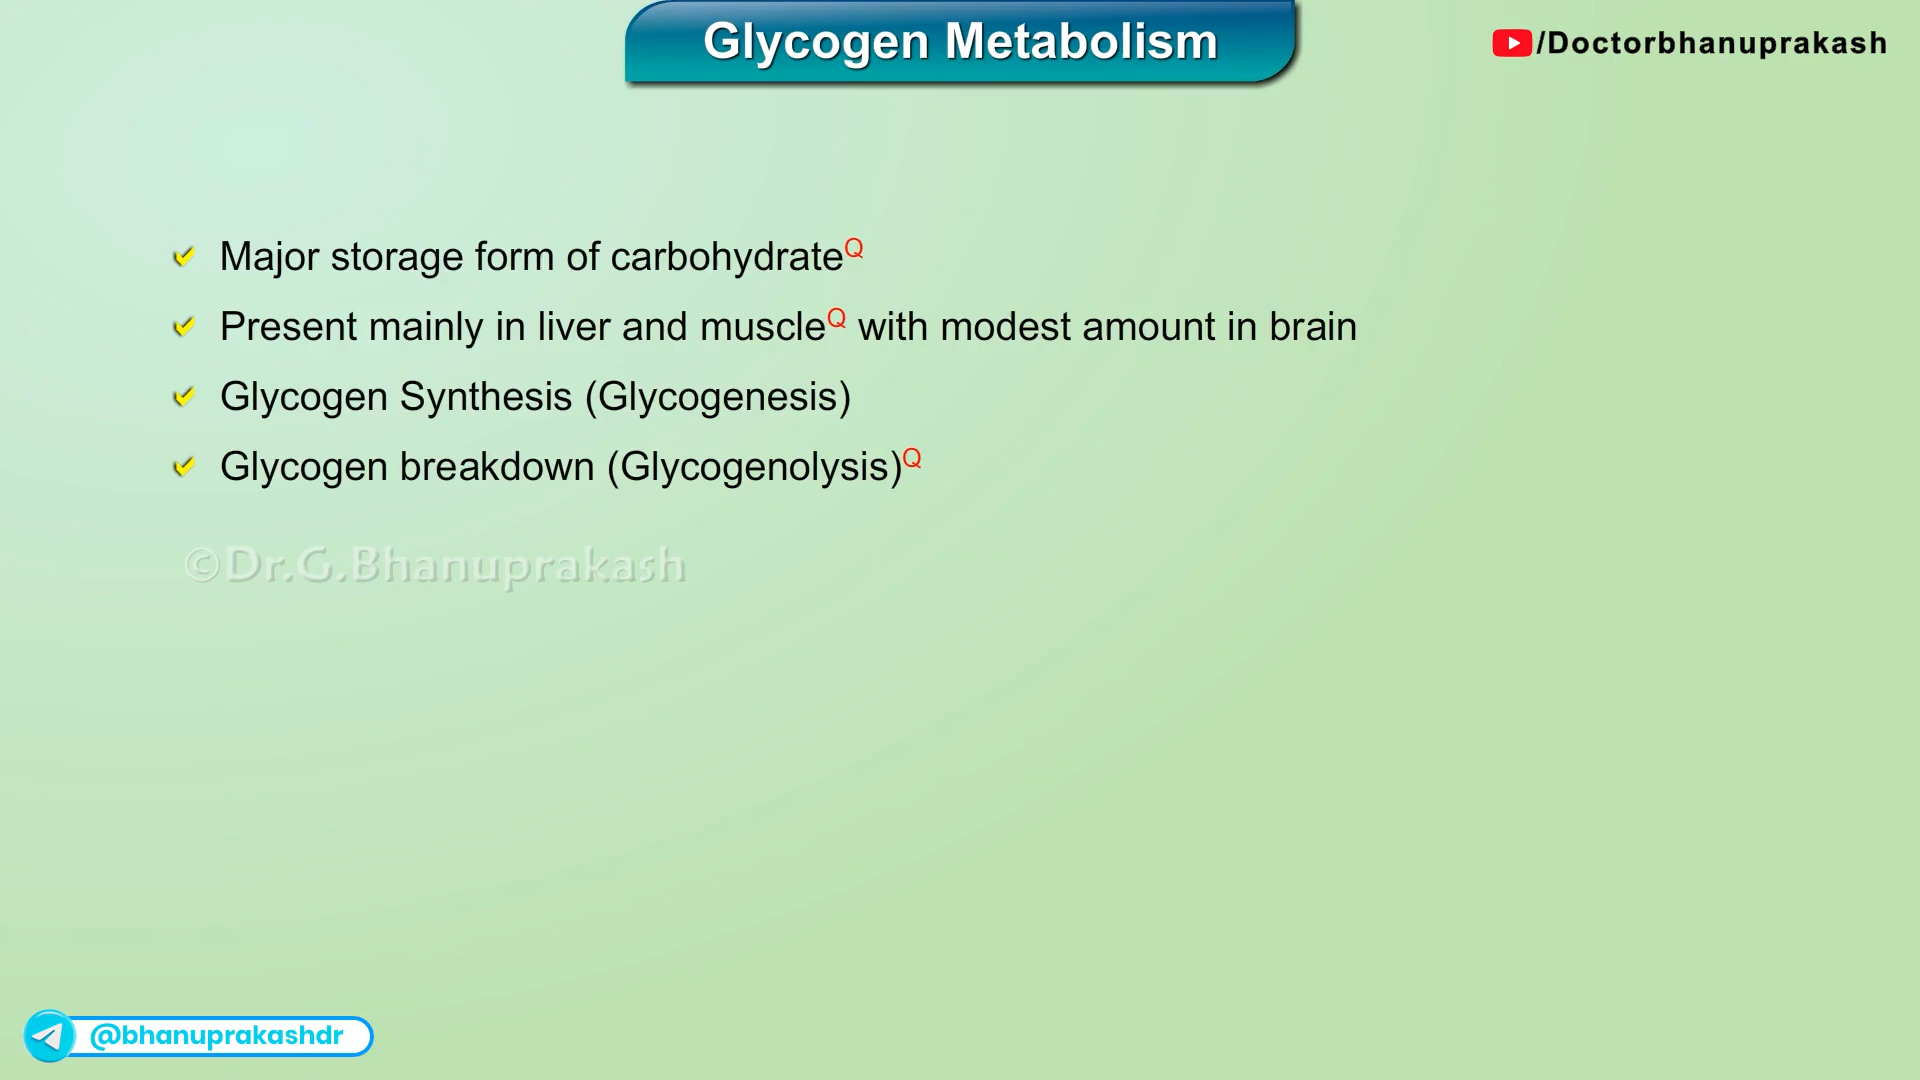 Glycogen Metabolism
/Doctorbhanuprakash
Major storage form of carbohydrateQ
Present mainly in liver and muscleQ with modest amount in brain
Glycogen Synthesis (Glycogenesis)
Glycogen breakdown (Glycogenolysis)Q
©Dr.G.Bhanuprakash
@bhanuprakashdr